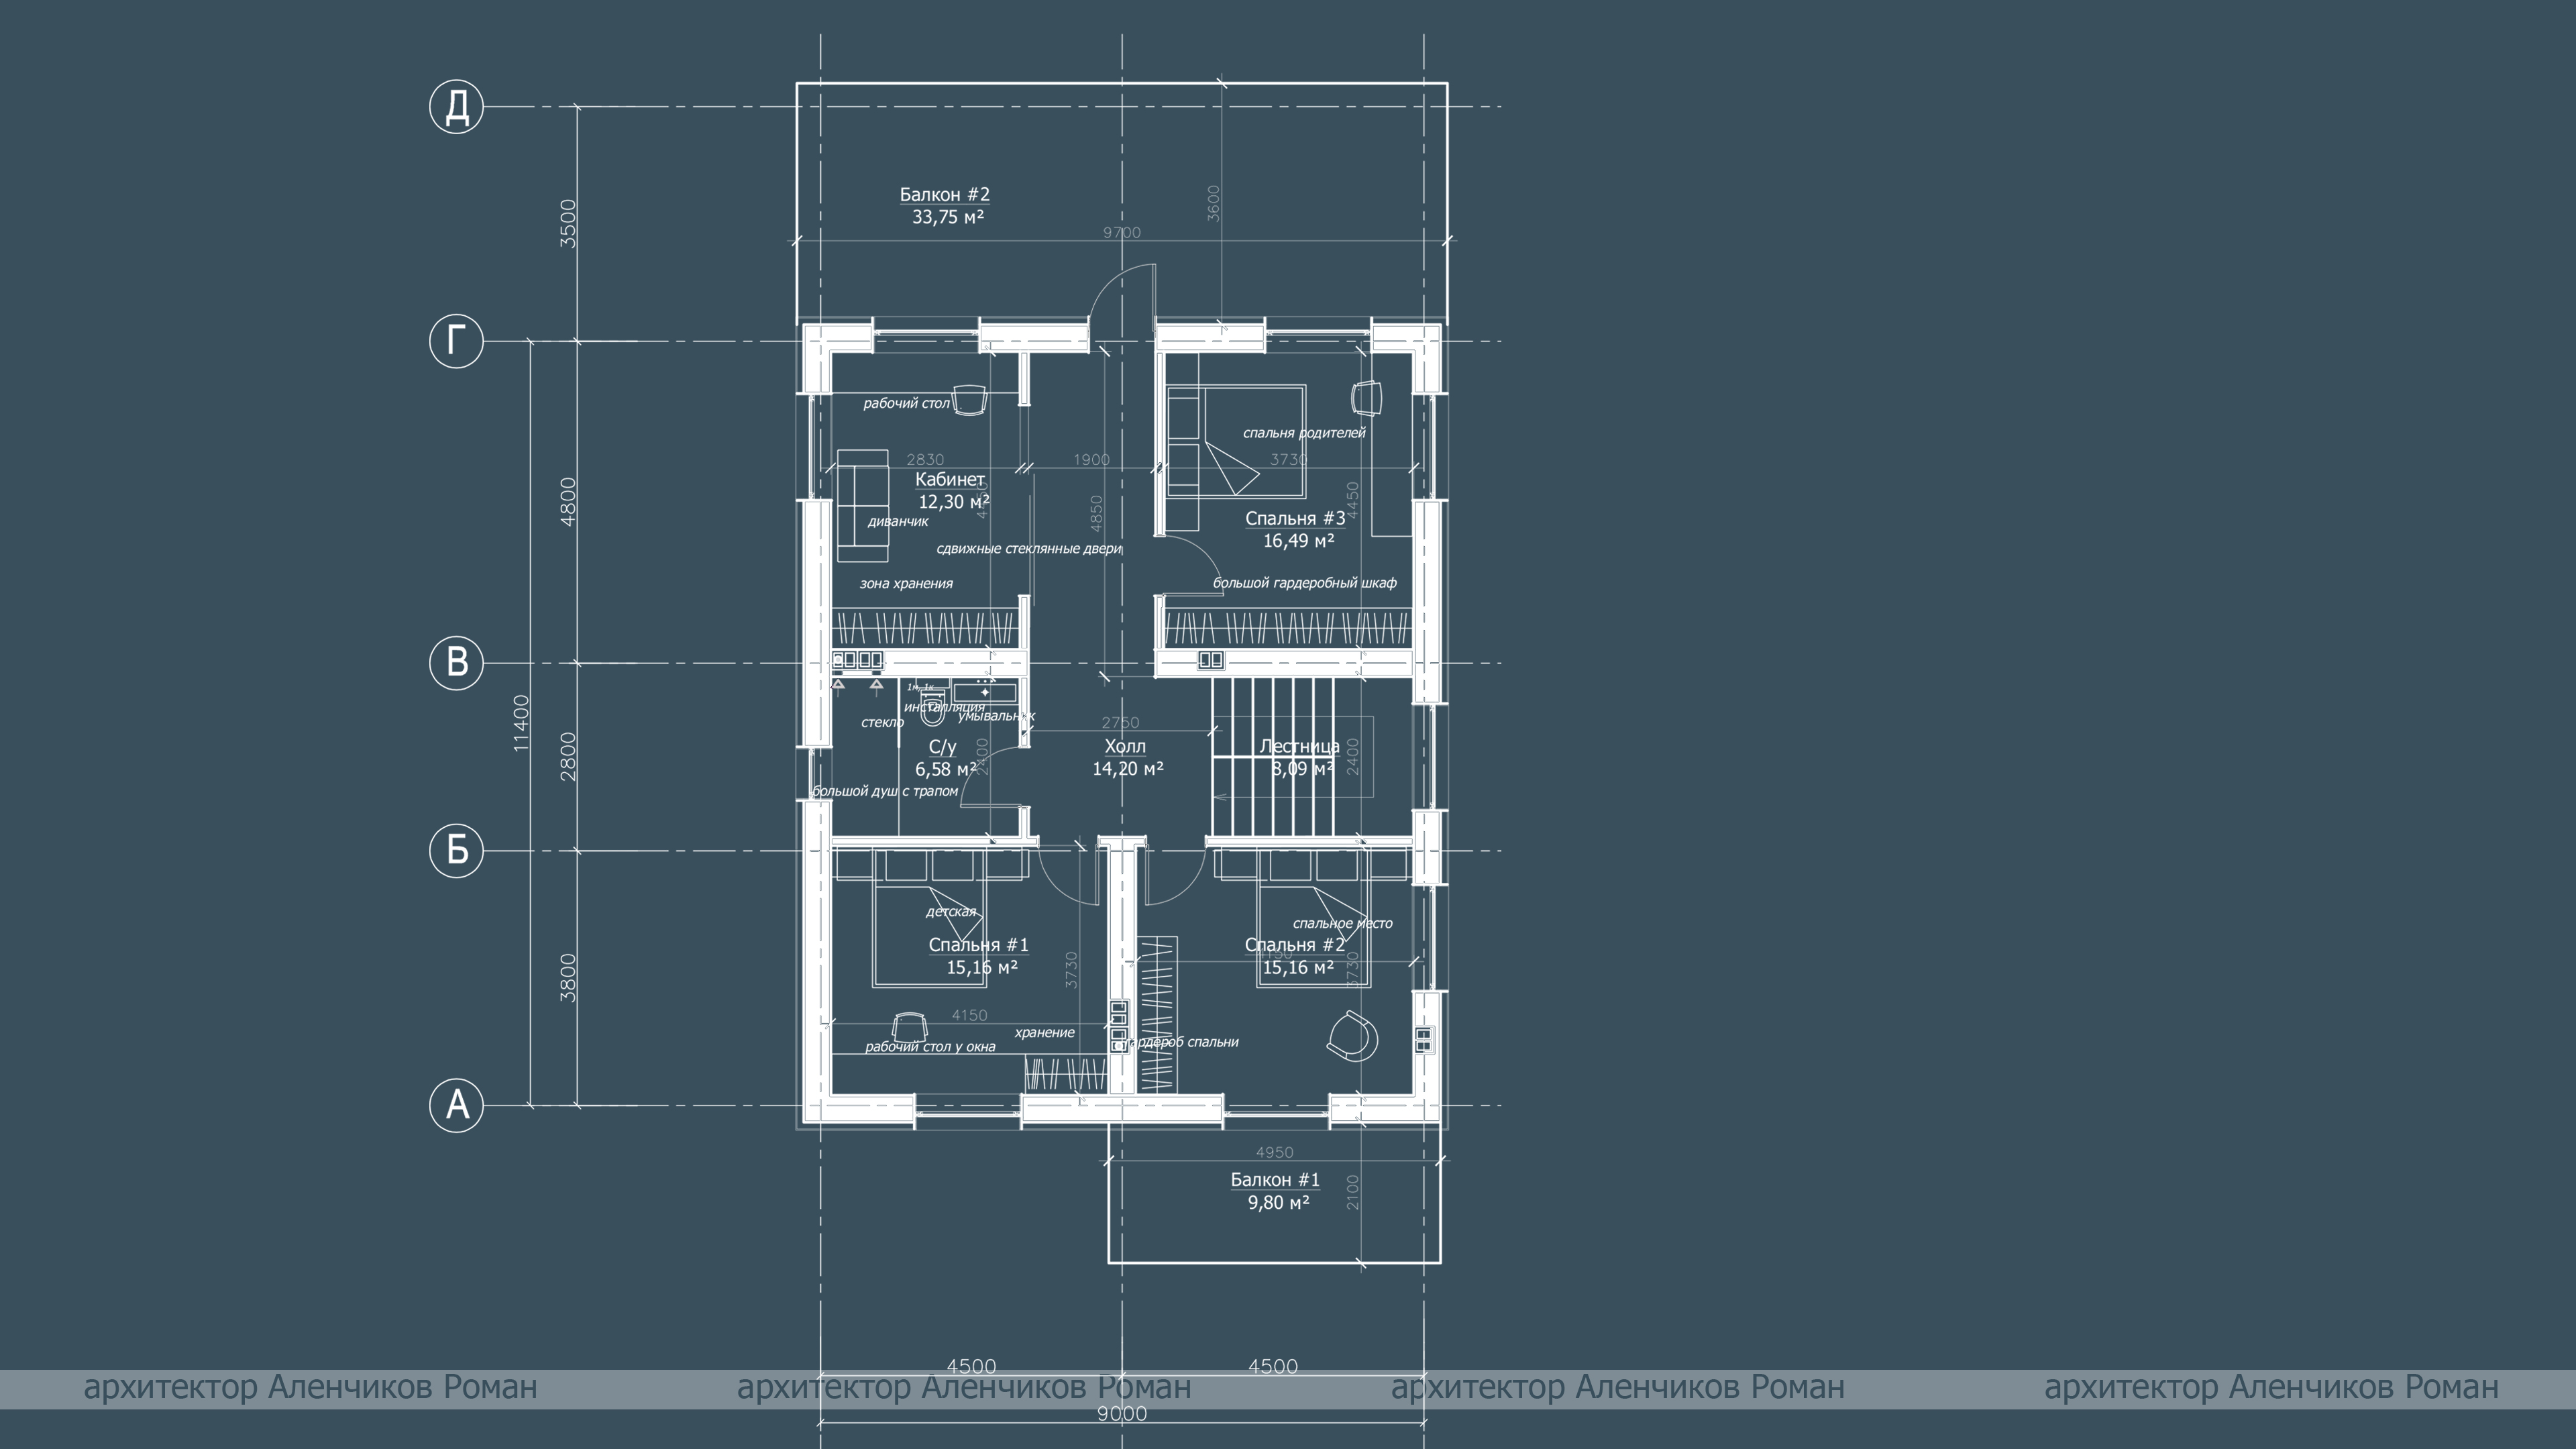 Д
3500
Балкон #2
33,75 м²
3600
9700
Г
рабочий стол
спальня родителей
2830
1900
3730
Кабинет
12,30 м²
4800
4850
4450
Спальня #3
16,49 м²
диванчик
сдвижные стеклянные двери
зона хранения
большой гардеробный шкаф
В
11400
1м, 1к
инсталляция
стекло
умывальник
2750
2800
С/у
6,58 м²
2400
Холл
14,20 м²
Лестница
8,09 м²
2400
большой душ с трапом
Б
детская
спальное место
Спальня #1
15,16 м²
Спальня #2
15,16 м²
4150
3800
3730
3730
4150
хранение
рабочий стол у окна
гардероб спальни
А
4950
Балкон #1
9,80 м²
2100
4500
4500
архитектор Аленчиков Роман архитектор Аленчиков Роман архитектор Аленчиков Роман архитектор Аленчиков Роман
9000